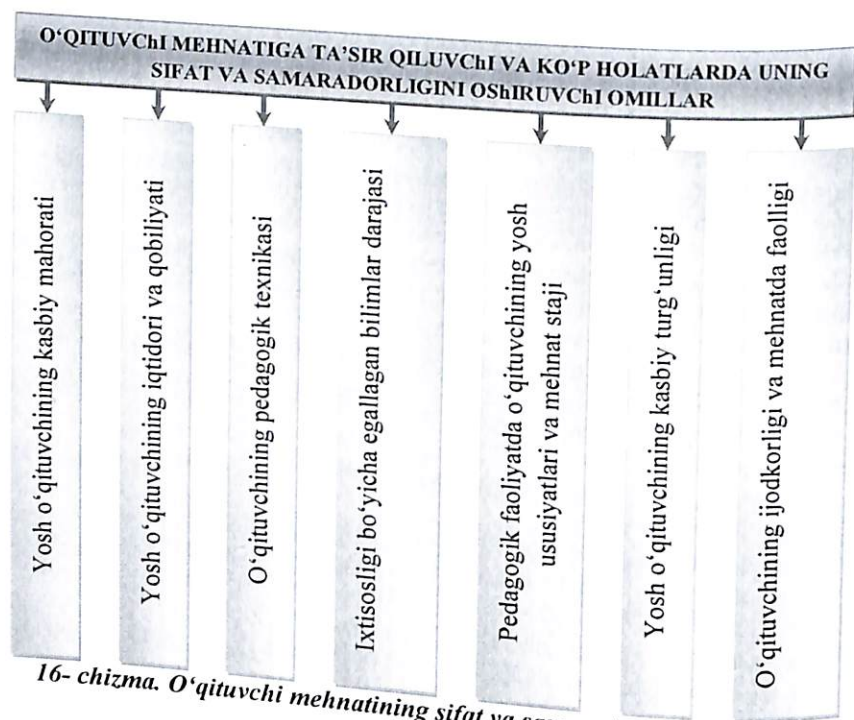 O‘QITUVChI MEHNATIGA TA’SIR QILUVChI VA KO‘P HOLATLARDA UNING
SIFAT VA SAMARADORLIGINI OShIRUVChI OMILLAR
Yosh o‘qituvchining kasbiy mahorati
Yosh o‘qituvchining iqtidori va qobiliyati
O‘qituvchining pedagogik texnikasi
Ixtisosligi bo‘yicha egallagan bilimlar darajasi
Pedagogik faoliyatda o‘qituvchining yosh
ususiyatlari va mehnat staji
Yosh o‘qituvchining kasbiy turg‘unligi
O‘qituvchining ijodkorligi va mehnatda faolligi
16- chizma. O‘qituvchi mehnatining sifat va